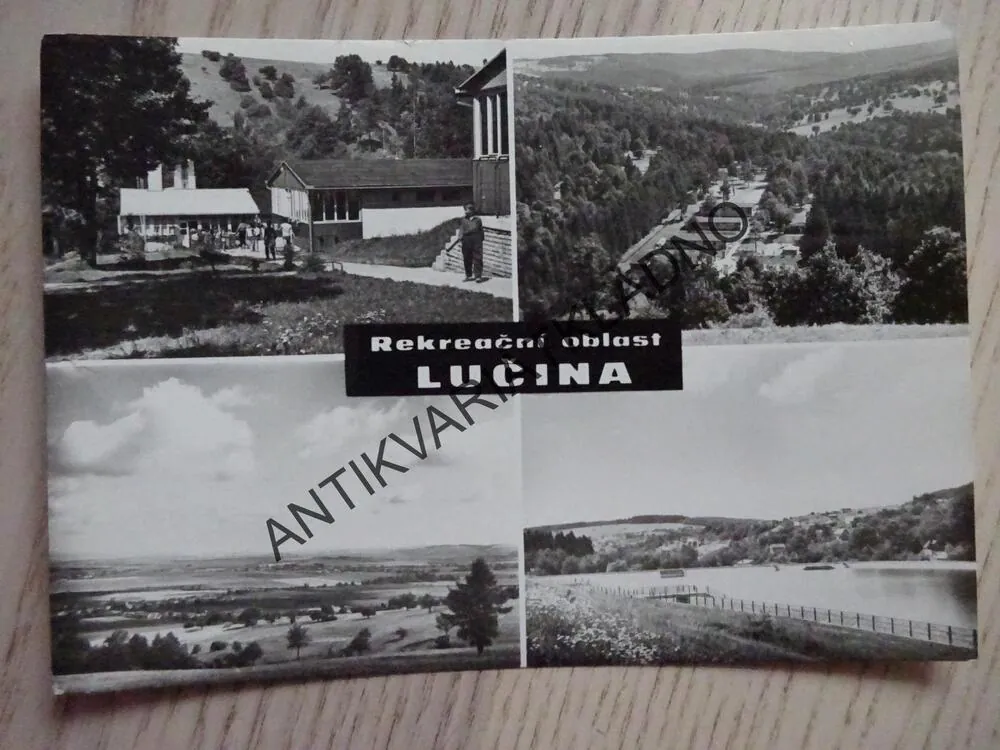 Rekreační oblast
LUČINA
ANTIKVARIÁT KLADNO